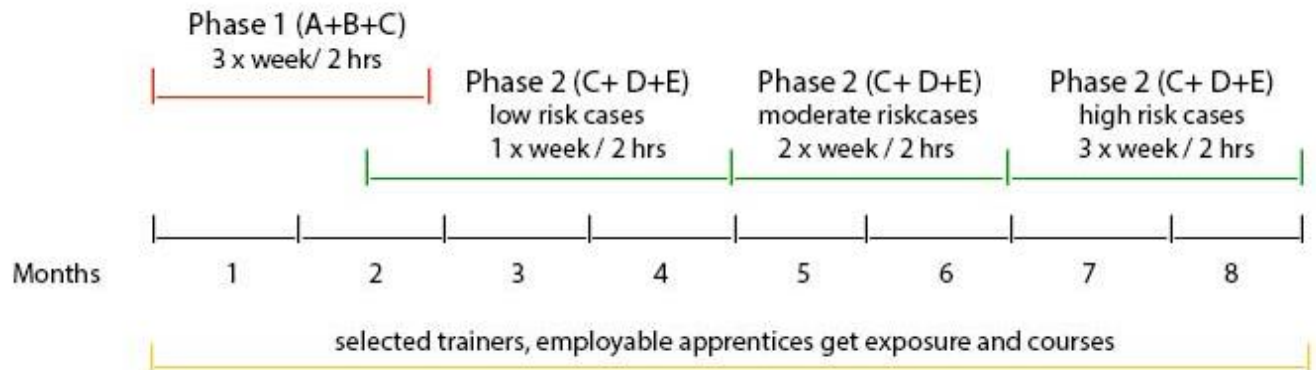 Phase 1 (A+B+C)
3 x week/ 2 hrs
Phase 2 (C+ D+E)
low risk cases
1 x week / 2 hrs
Phase 2 (C+ D+E)
moderate riskcases
2 x week / 2 hrs
Phase 2 (C+ D+E)
high risk cases
3 x week / 2 hrs
Months 1 2 3 4 5 6 7 8
selected trainers, employable apprentices get exposure and courses